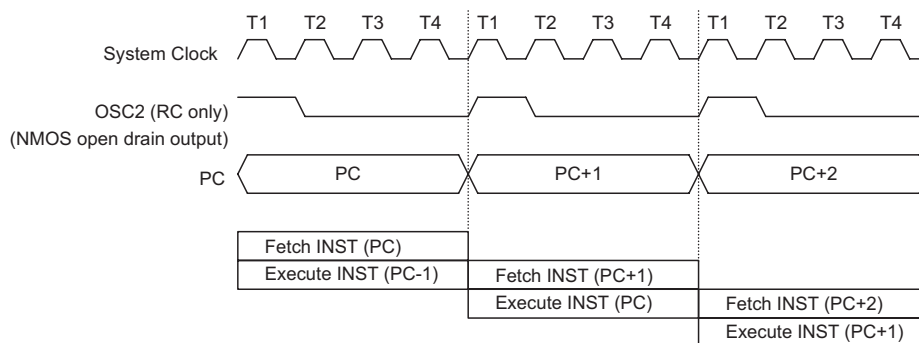 T1 T2 T3 T4 T1 T2 T3 T4 T1 T2 T3 T4
System Clock
OSC2 (RC only)
(NMOS open drain output)
PC PC PC+1 PC+2
Fetch INST (PC)
Execute INST (PC-1) Fetch INST (PC+1)
Execute INST (PC) Fetch INST (PC+2)
Execute INST (PC+1)